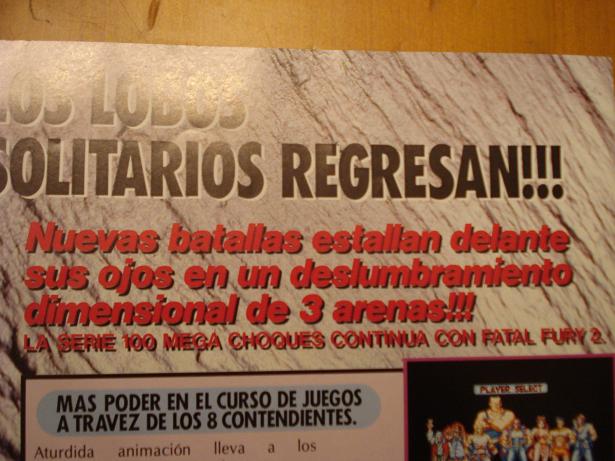 LOS LOBOS
SOLITARIOS REGRESAN!!!
Nuevas batallas estallan delante
sus ojos en un deslumbramiento
dimensional de 3 arenas!!!
LA SERIE 100 MEGA CHOQUES CONTINUA CON FATAL FURY 2.
MAS PODER EN EL CURSO DE JUEGOS
A TRAVEZ DE LOS 8 CONTENDIENTES.
PLAYER SELECT
Aturdida animación lleva a los